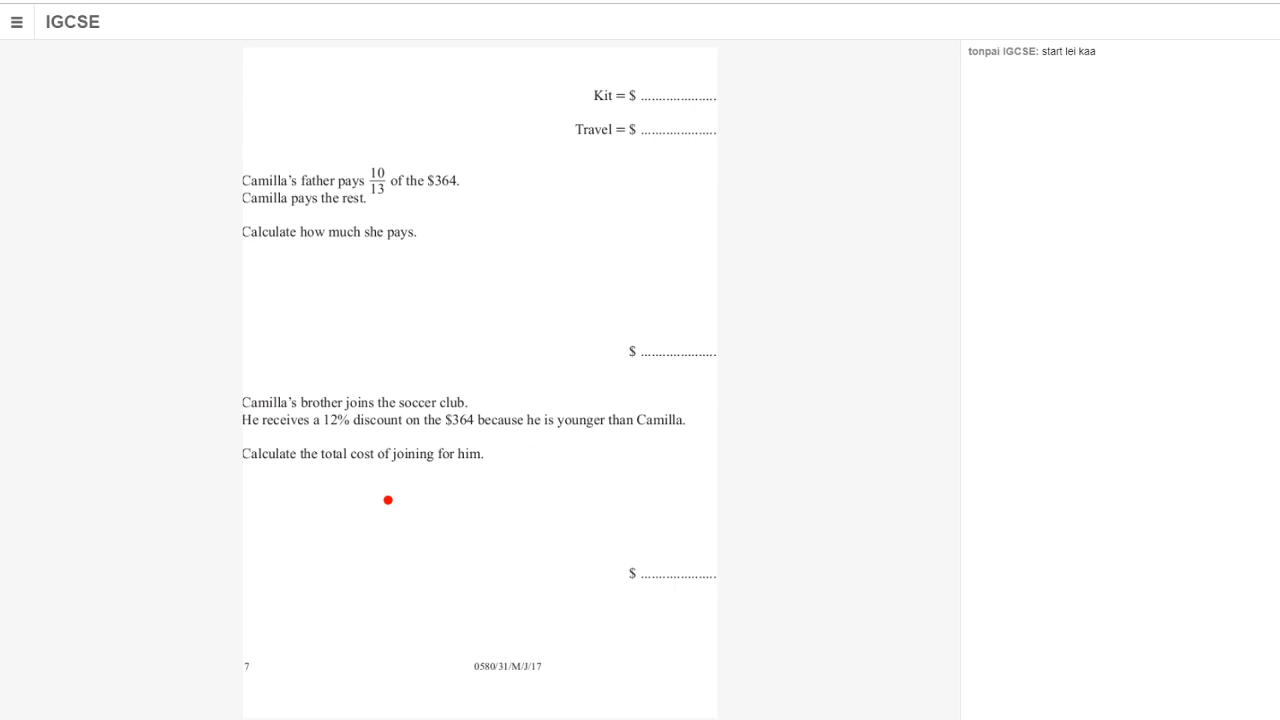 IGCSE
tonpai IGCSE: start lei kaa
Kit = $ .....................
Travel = $ .....................
Camilla's father pays 10/13 of the $364.
Camilla pays the rest.
Calculate how much she pays.
$ .....................
Camilla's brother joins the soccer club.
He receives a 12% discount on the $364 because he is younger than Camilla.
Calculate the total cost of joining for him.
$ .....................
7
0580/31/M/J/17